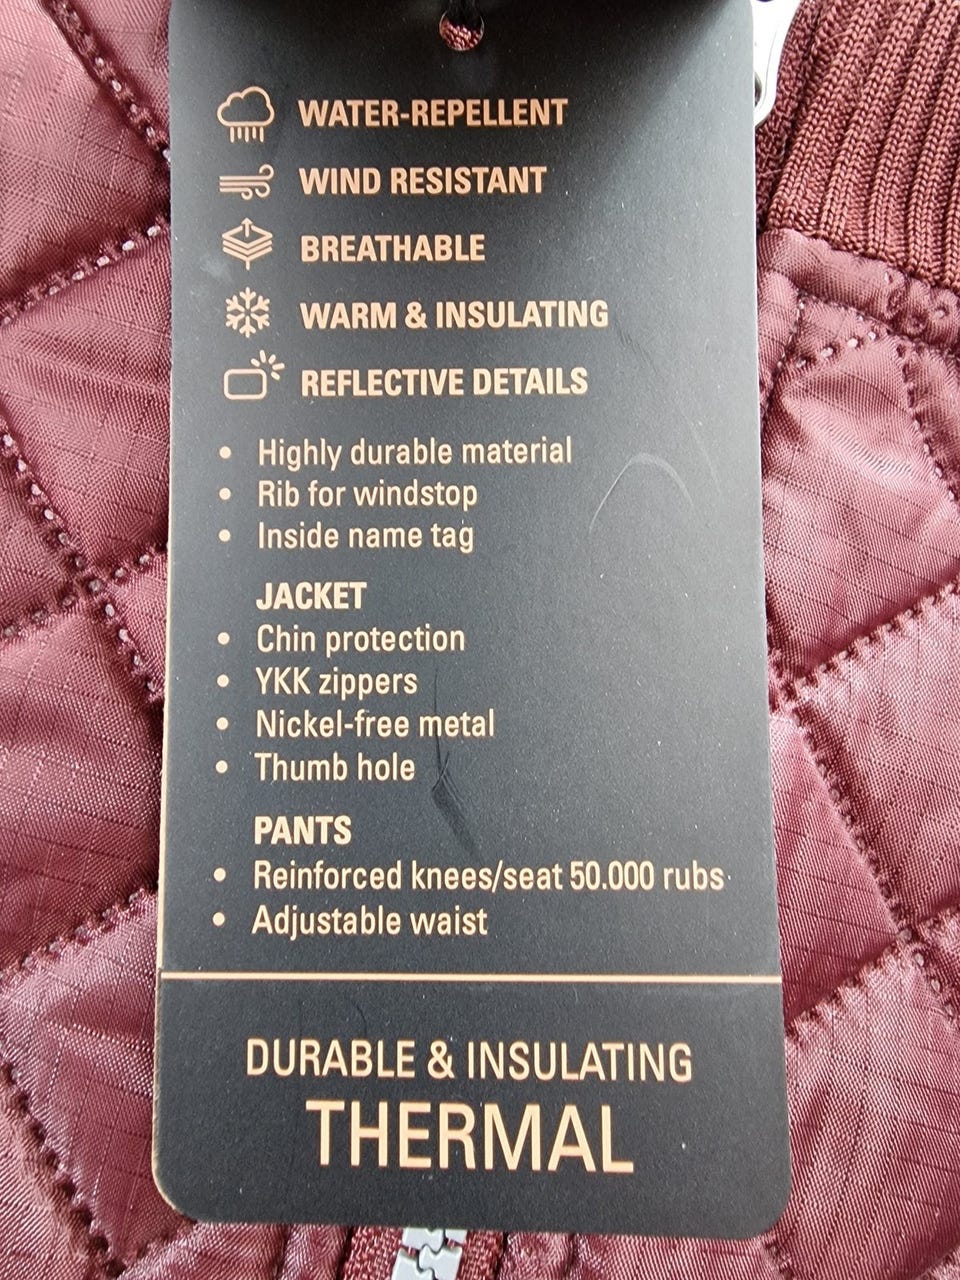 WATER-REPELLENT
WIND RESISTANT
BREATHABLE
WARM & INSULATING
REFLECTIVE DETAILS
• Highly durable material
• Rib for windstop
• Inside name tag
JACKET
• Chin protection
• YKK zippers
• Nickel-free metal
• Thumb hole
PANTS
• Reinforced knees/seat 50.000 rubs
• Adjustable waist
DURABLE & INSULATING
THERMAL